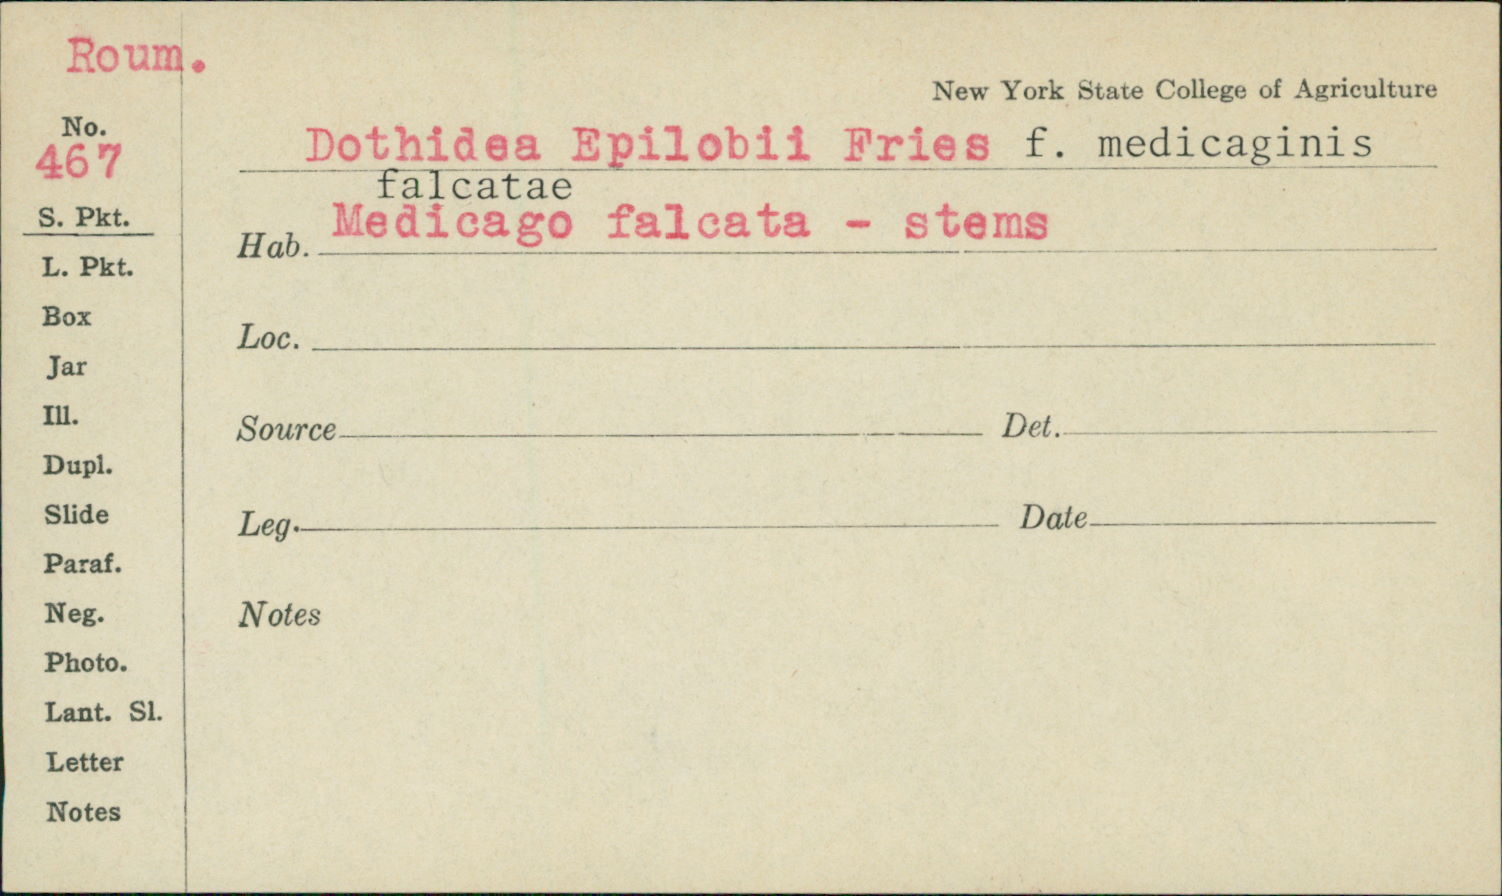 Roum.
New York State College of Agriculture
No.
467
Dothidea Epilobii Fries f. medicaginis
falcatae
Hab. Medicago falcata - stems
Loc.
Source Det.
Leg. Date
Notes
S. Pkt.
L. Pkt.
Box
Jar
Ill.
Dupl.
Slide
Paraf.
Neg.
Photo.
Lant. Sl.
Letter
Notes